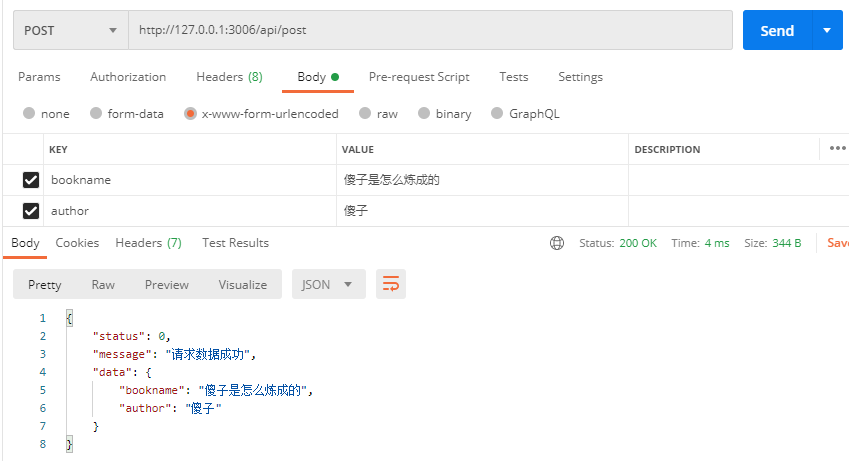 POST http://127.0.0.1:3006/api/post Send
Params Authorization Headers (8) Body Pre-request Script Tests Settings
none form-data x-www-form-urlencoded raw binary GraphQL
KEY VALUE DESCRIPTION
bookname 傻子是怎么炼成的
author 傻子
Body Cookies Headers (7) Test Results Status: 200 OK Time: 4 ms Size: 344 B Save
Pretty Raw Preview Visualize JSON
1 {
2 "status": 0,
3 "message": "请求数据成功",
4 "data": {
5 "bookname": "傻子是怎么炼成的",
6 "author": "傻子"
7 }
8 }